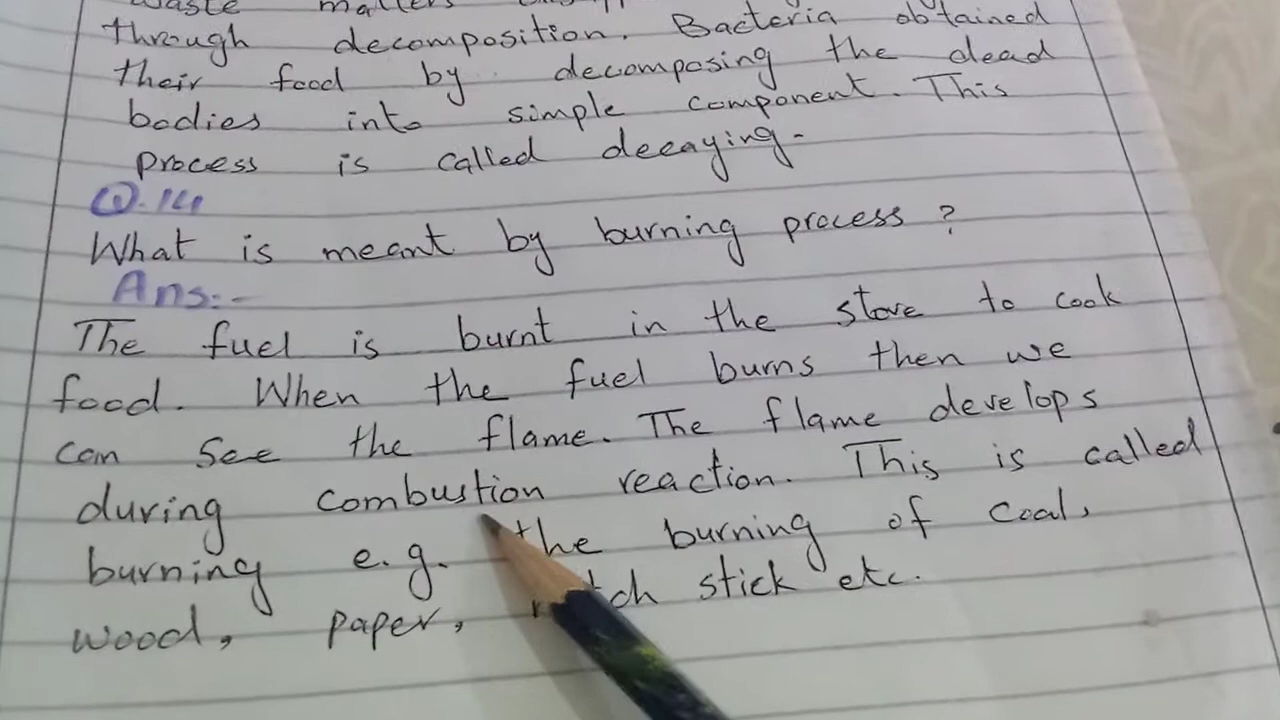 waste matters
through decomposition. Bacteria obtained
their food by decomposing the dead
bodies into simple component. This
process is called decaying.
Q.14
What is meant by burning process ?
Ans:-
The fuel is burnt in the stove to cook
food. When the fuel burns then we
can see the flame. The flame develops
during combustion reaction. This is called
burning e.g. the burning of coal,
wood, paper, stick etc.